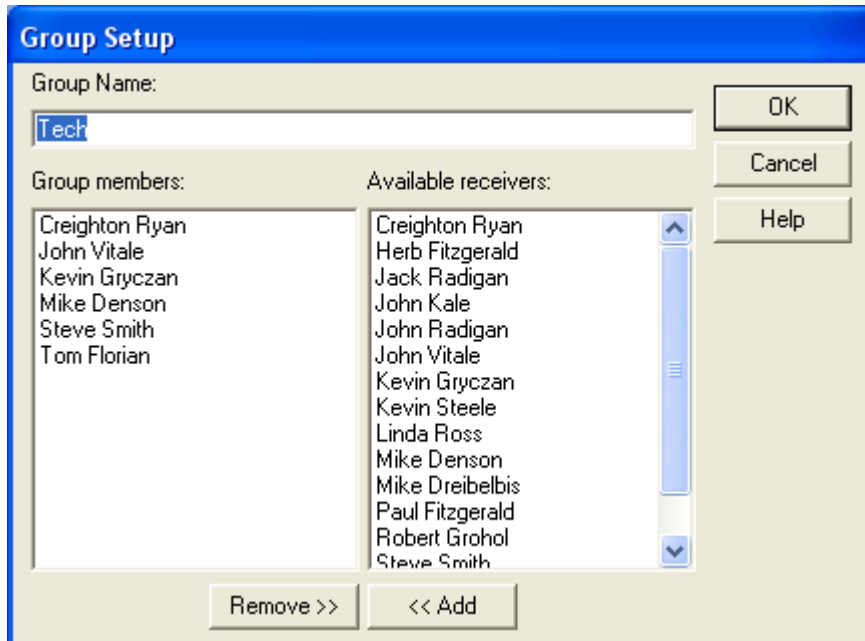 Group Setup
Group Name:
OK
Tech
Cancel
Group members:
Available receivers:
Help
Creighton Ryan
John Vitale
Kevin Gryczan
Mike Denson
Steve Smith
Tom Florian
Creighton Ryan
Herb Fitzgerald
Jack Radigan
John Kale
John Radigan
John Vitale
Kevin Gryczan
Kevin Steele
Linda Ross
Mike Denson
Mike Dreibelbis
Paul Fitzgerald
Robert Grohol
Steve Smith
Remove >>
<< Add